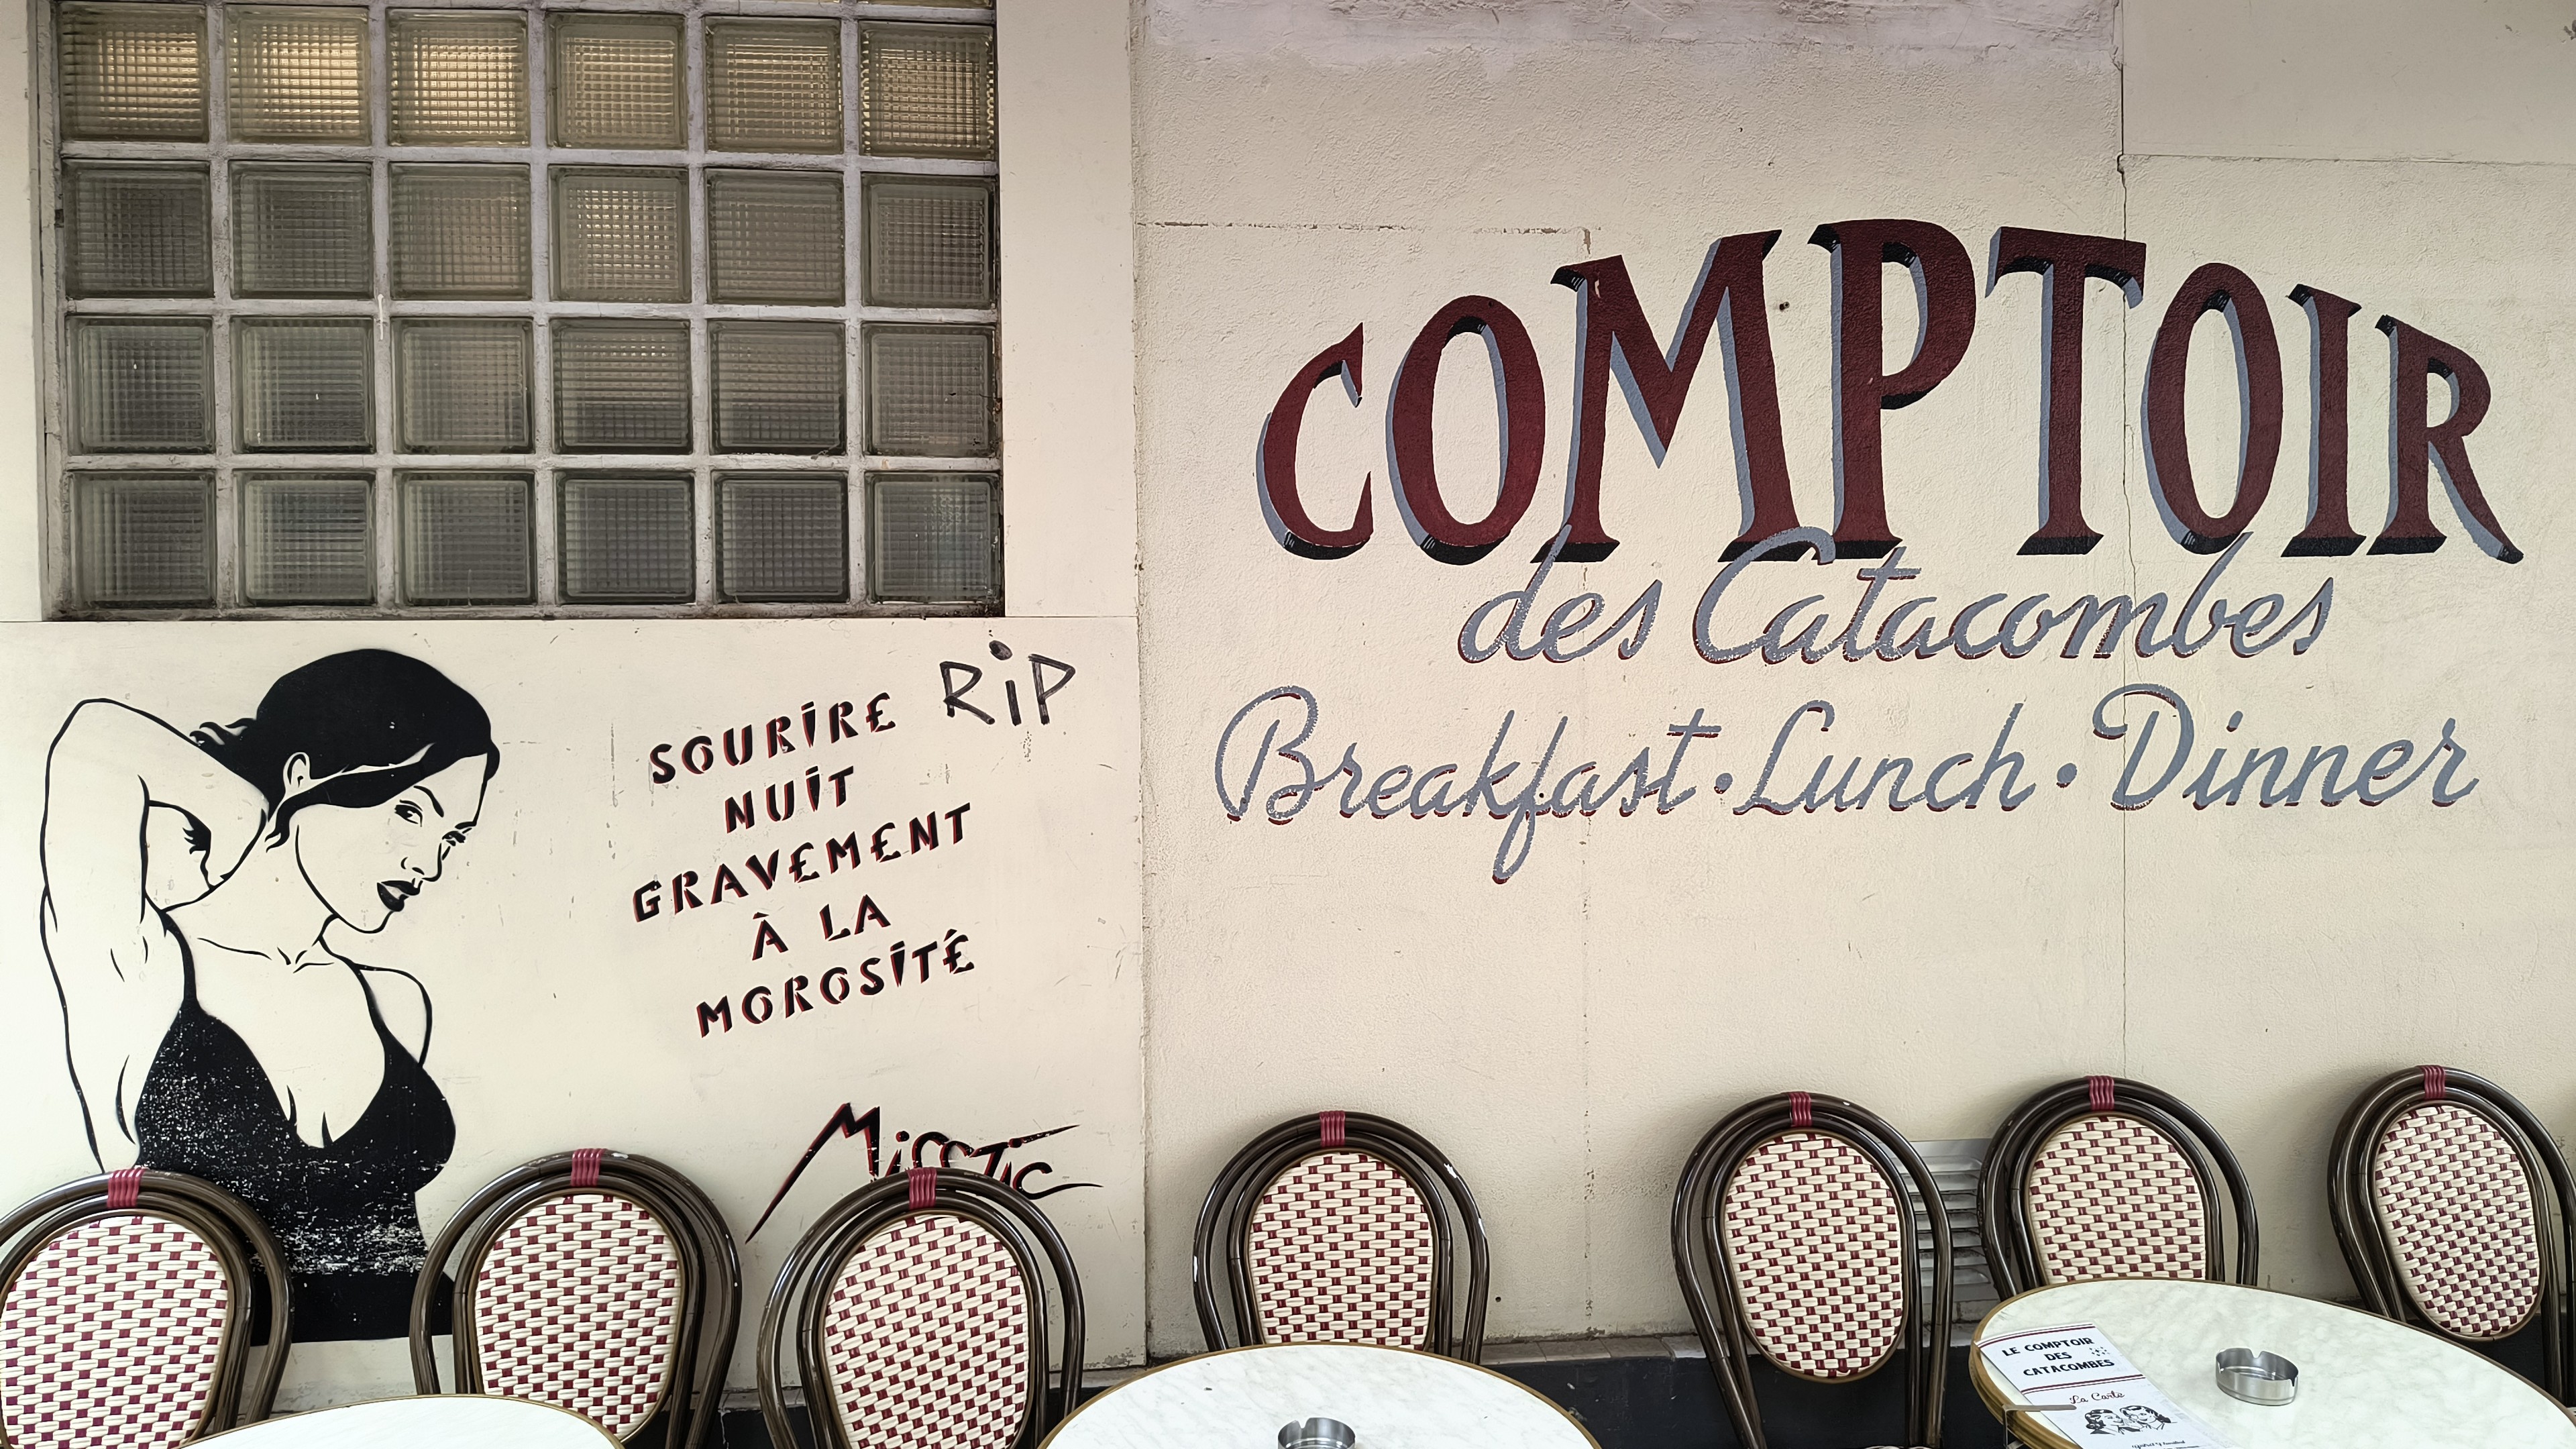 SOURIRE
RiP
NUIT
GRAVEMENT
À LA
MOROSITÉ
COMPTOIR
des Catacombes
Breakfast · Lunch · Dinner
LE COMPTOIR
DES
CATACOMBES
La Carte